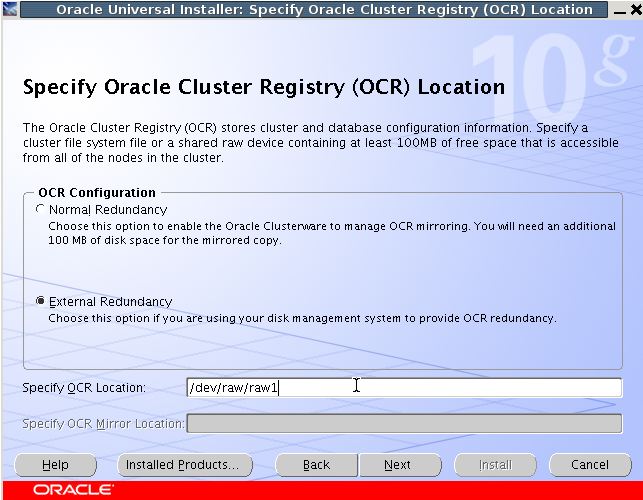 Oracle Universal Installer: Specify Oracle Cluster Registry (OCR) Location
10g
Specify Oracle Cluster Registry (OCR) Location
The Oracle Cluster Registry (OCR) stores cluster and database configuration information. Specify a
cluster file system file or a shared raw device containing at least 100MB of free space that is accessible
from all of the nodes in the cluster.
OCR Configuration
Normal Redundancy
Choose this option to enable the Oracle Clusterware to manage OCR mirroring. You will need an additional
100 MB of disk space for the mirrored copy.
External Redundancy
Choose this option if you are using your disk management system to provide OCR redundancy.
Specify OCR Location: /dev/raw/raw1
Specify OCR Mirror Location:
Help Installed Products... Back Next Install Cancel
ORACLE